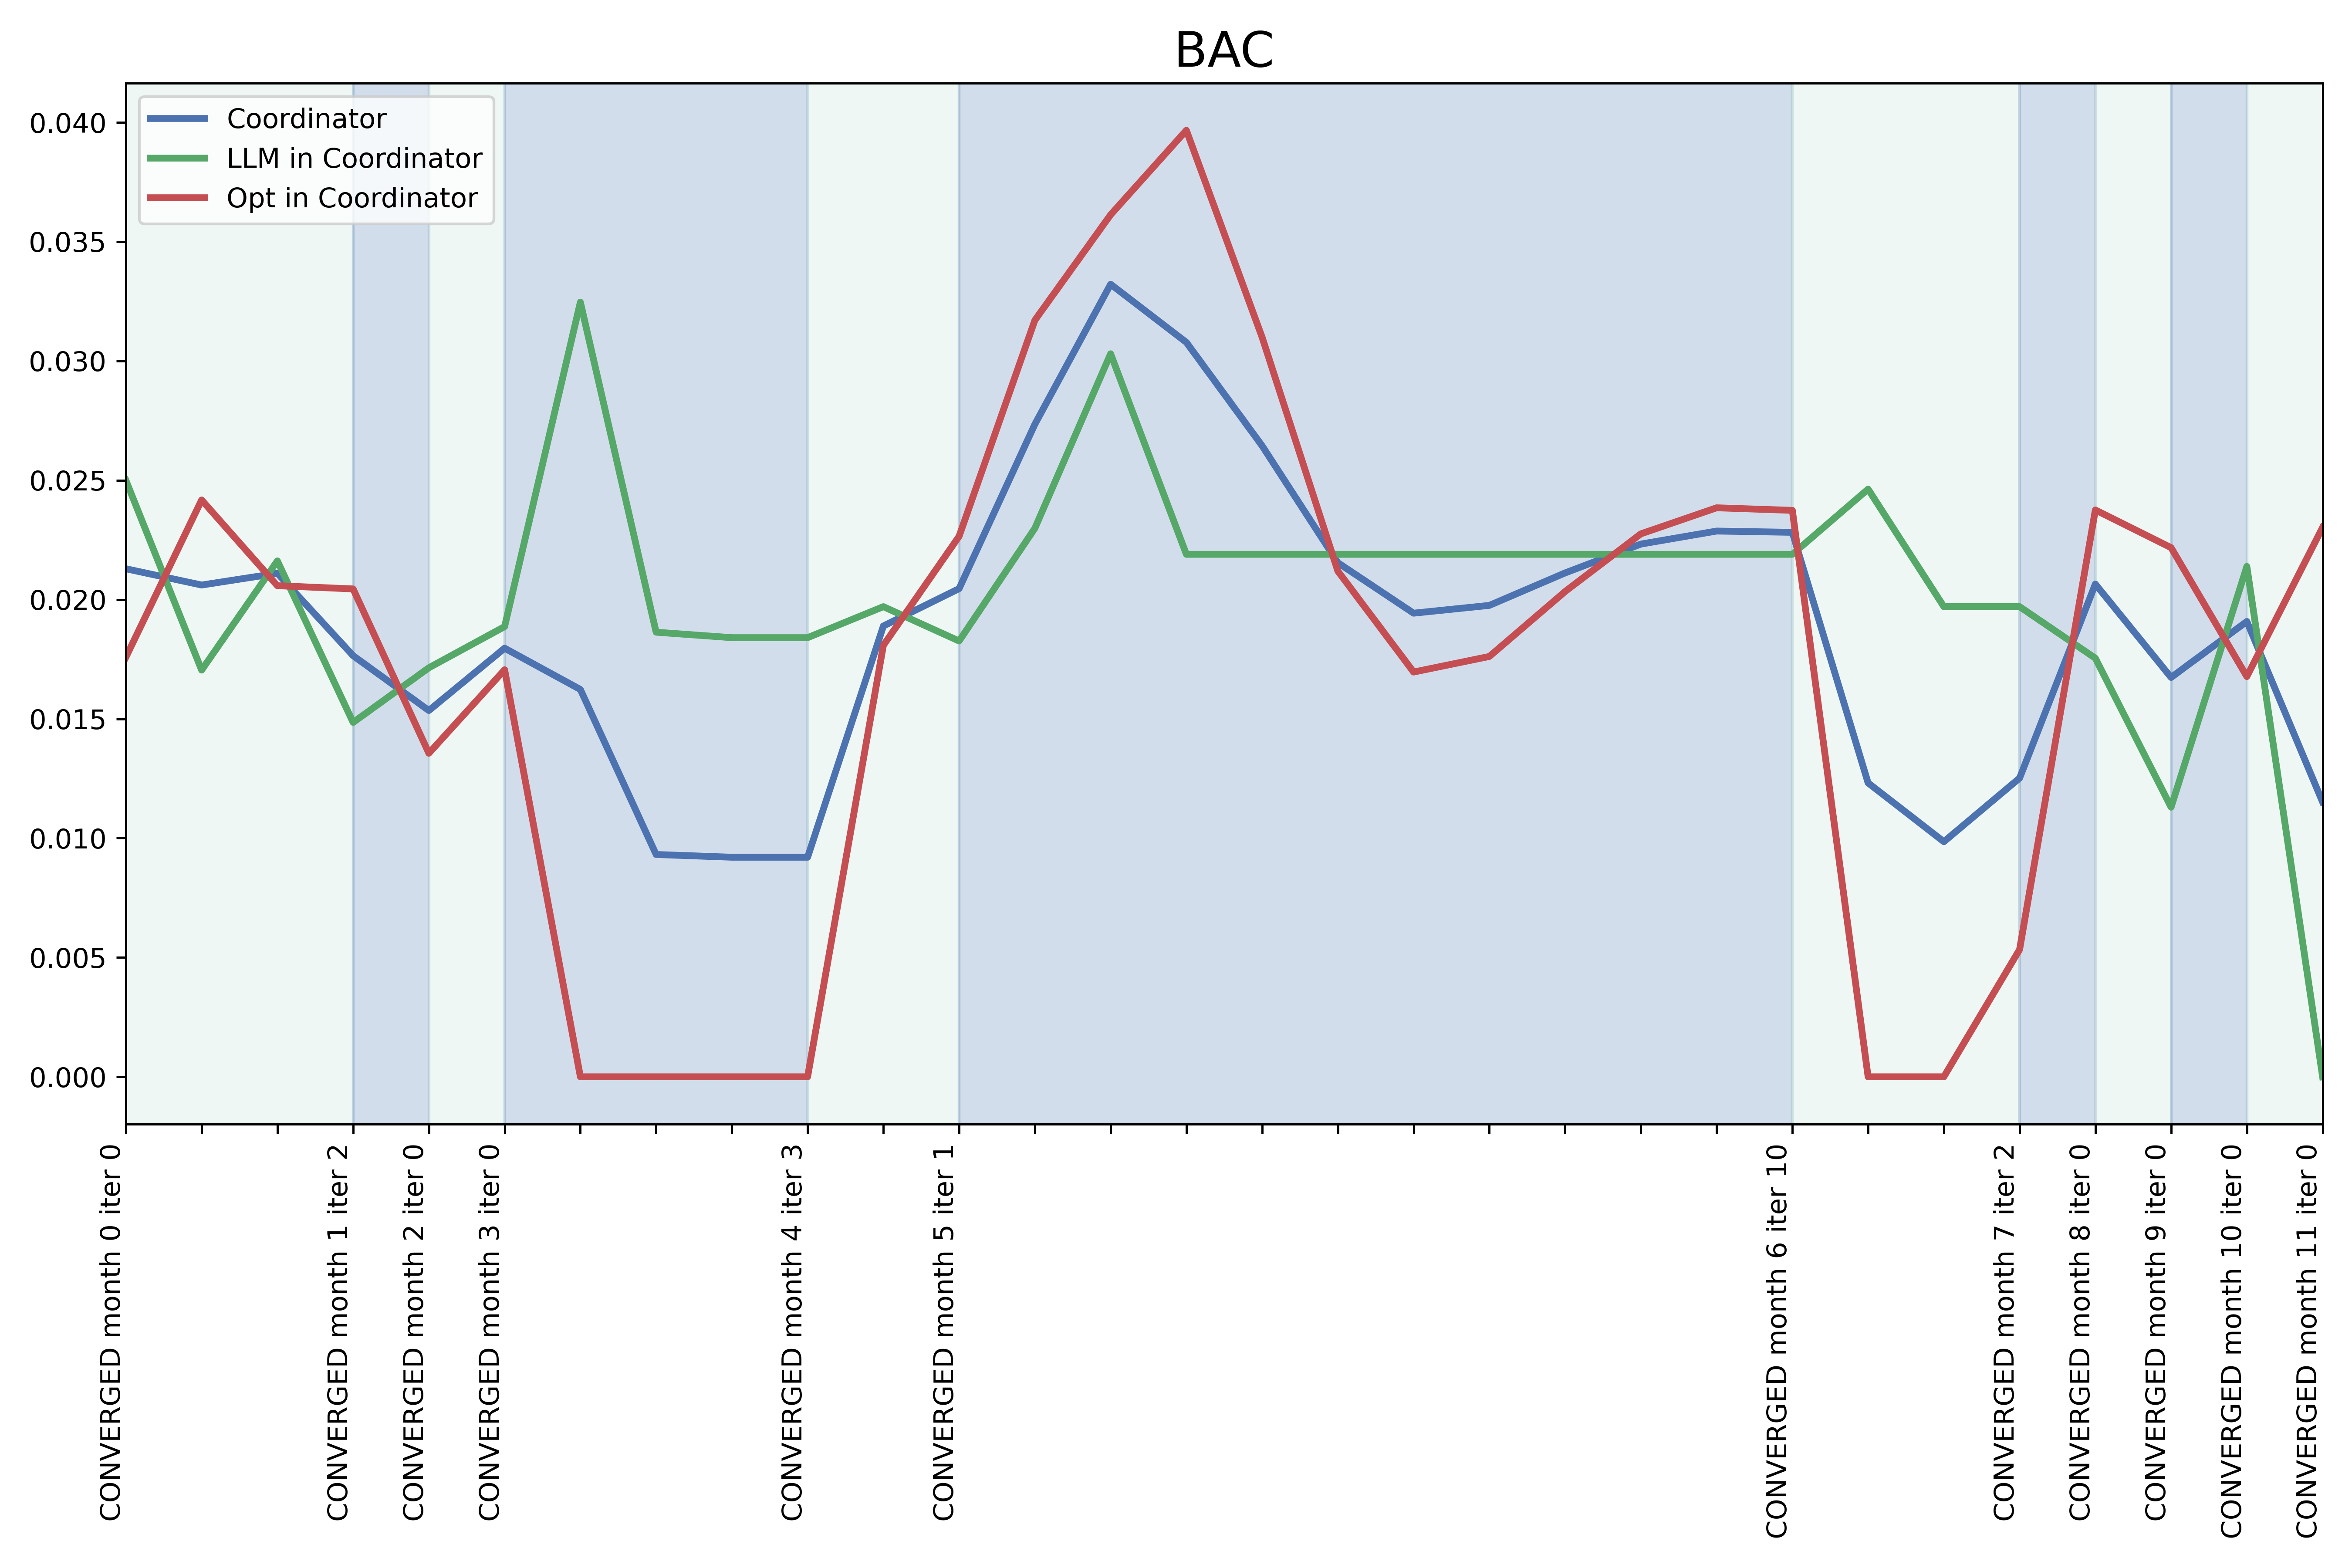 BAC
0.040
0.035
0.030
0.025
0.020
0.015
0.010
0.005
0.000
Coordinator
LLM in Coordinator
Opt in Coordinator
CONVERGED month 0 iter 0
CONVERGED month 1 iter 2
CONVERGED month 2 iter 0
CONVERGED month 3 iter 0
CONVERGED month 4 iter 3
CONVERGED month 5 iter 1
CONVERGED month 6 iter 10
CONVERGED month 7 iter 2
CONVERGED month 8 iter 0
CONVERGED month 9 iter 0
CONVERGED month 10 iter 0
CONVERGED month 11 iter 0